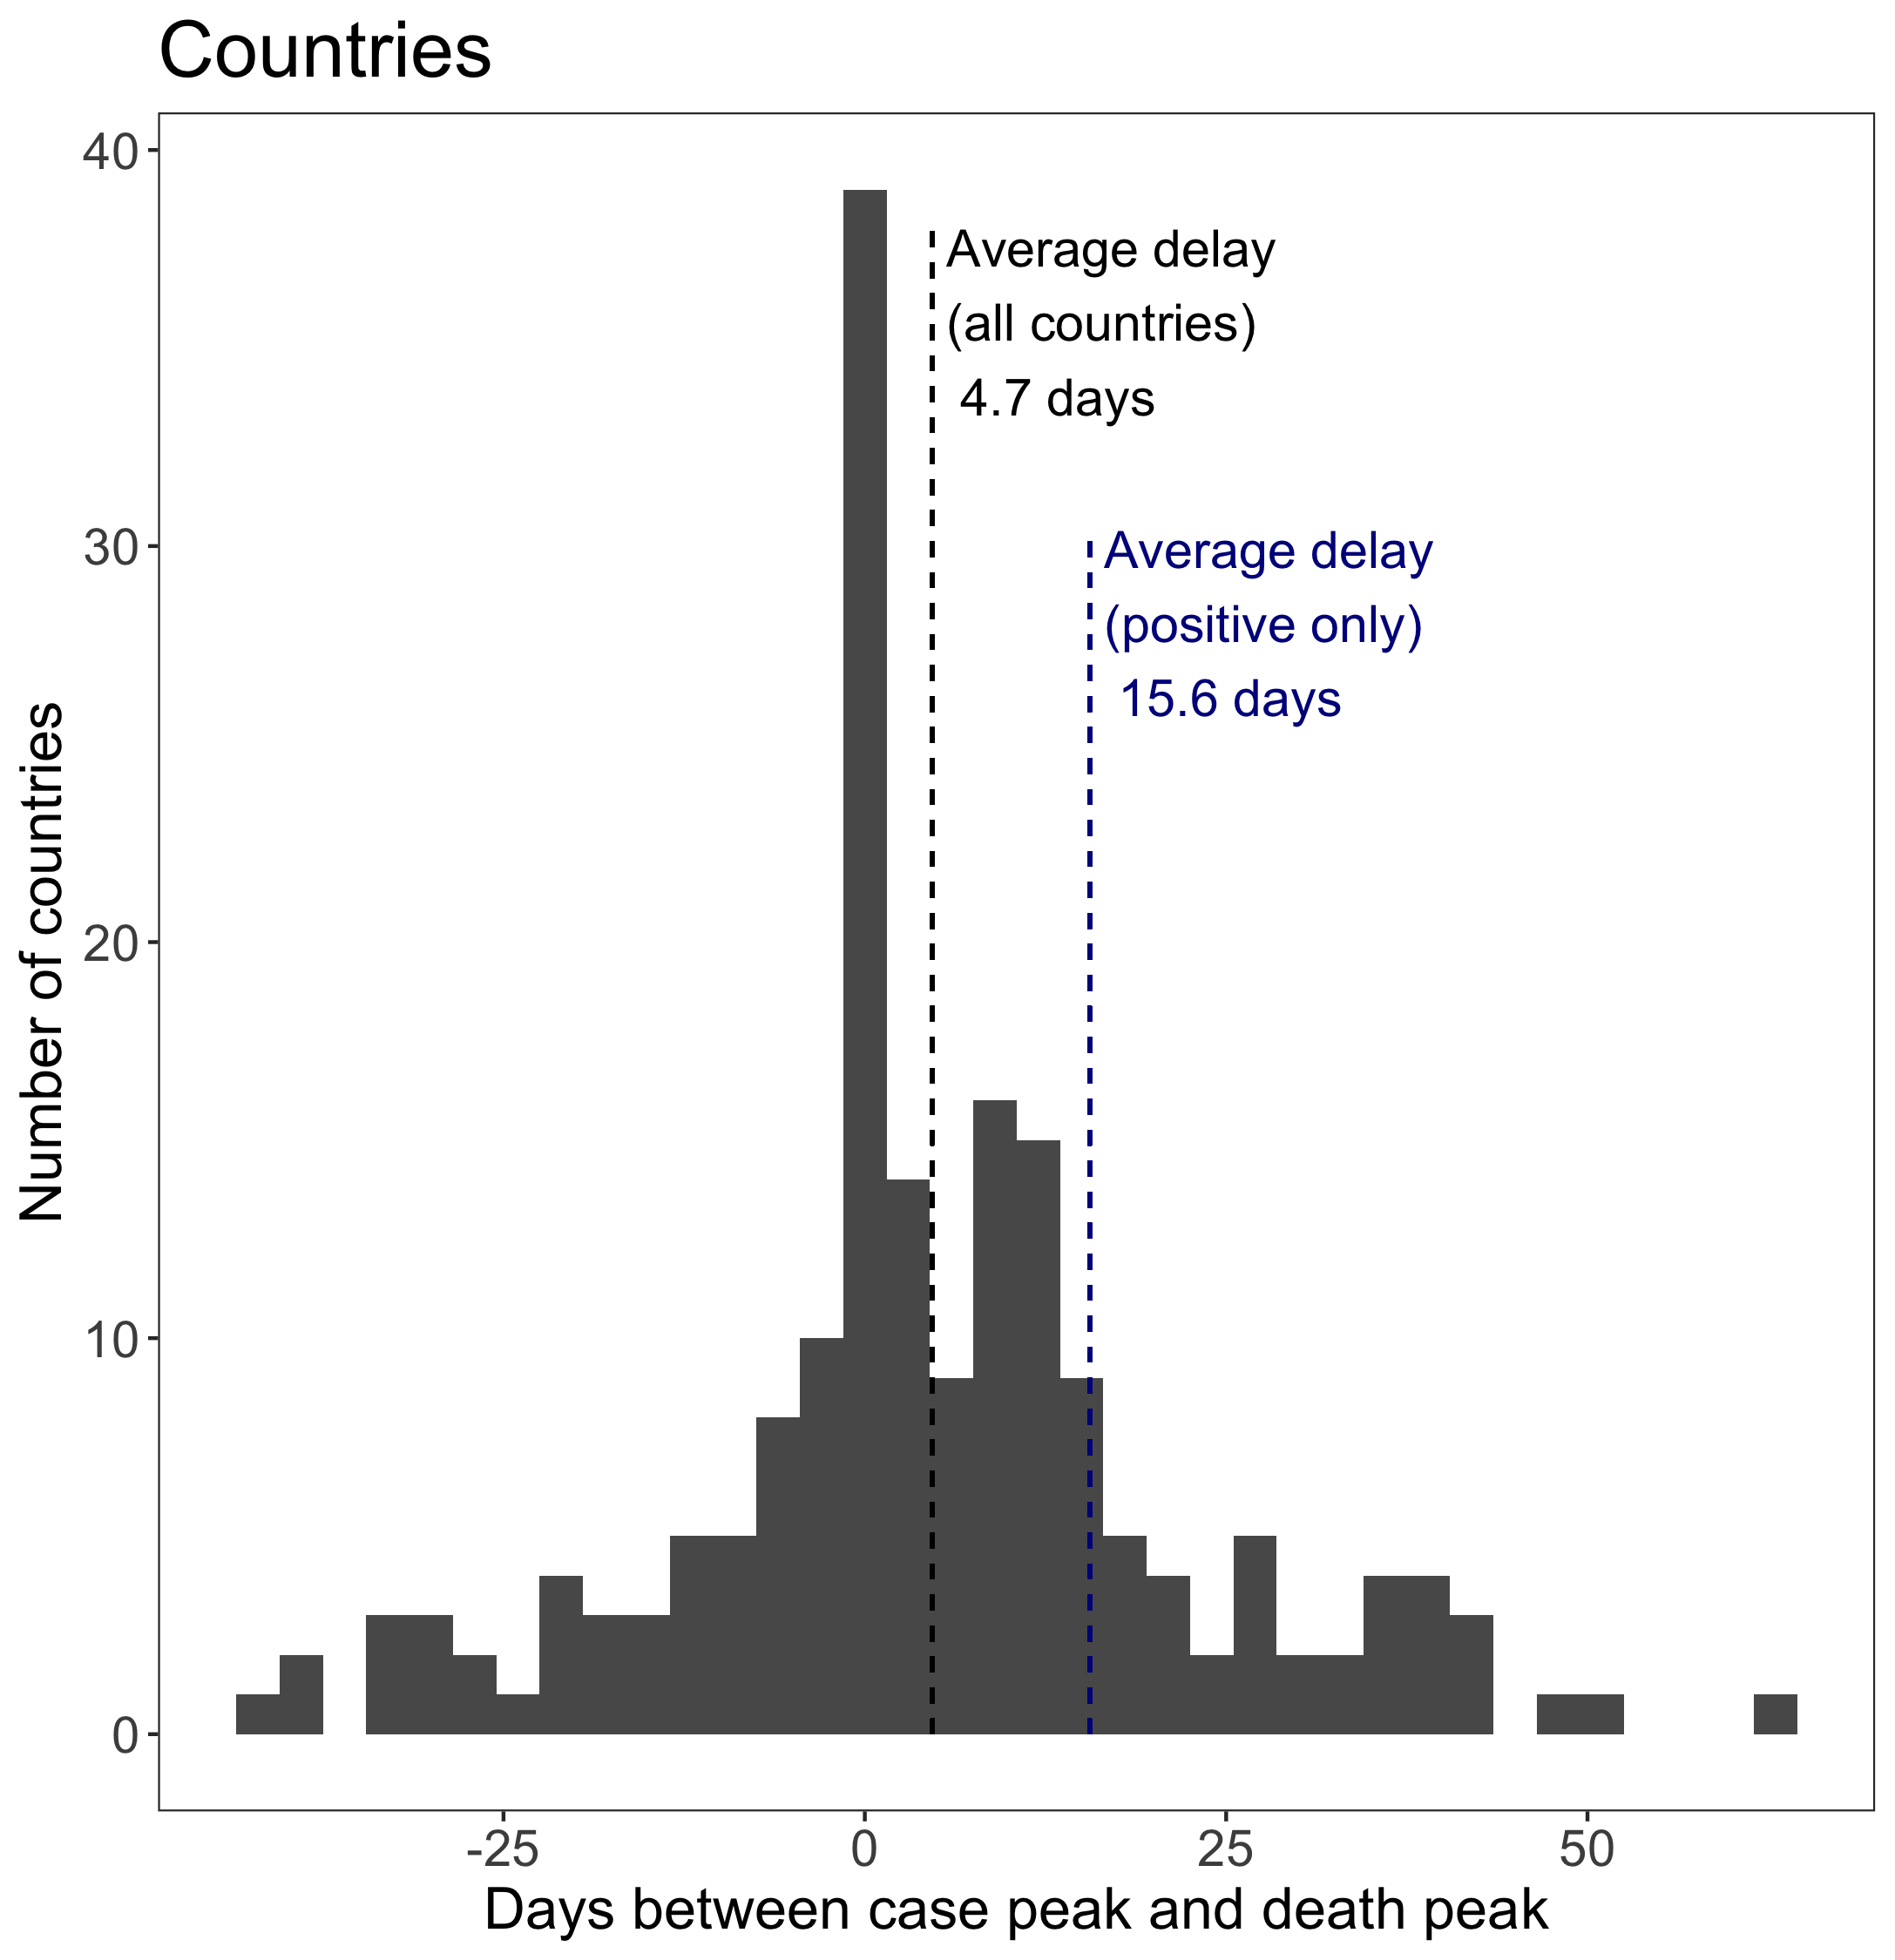 Countries
40
30
20
10
0
Number of countries
Average delay
(all countries)
4.7 days
Average delay
(positive only)
15.6 days
-25
0
25
50
Days between case peak and death peak